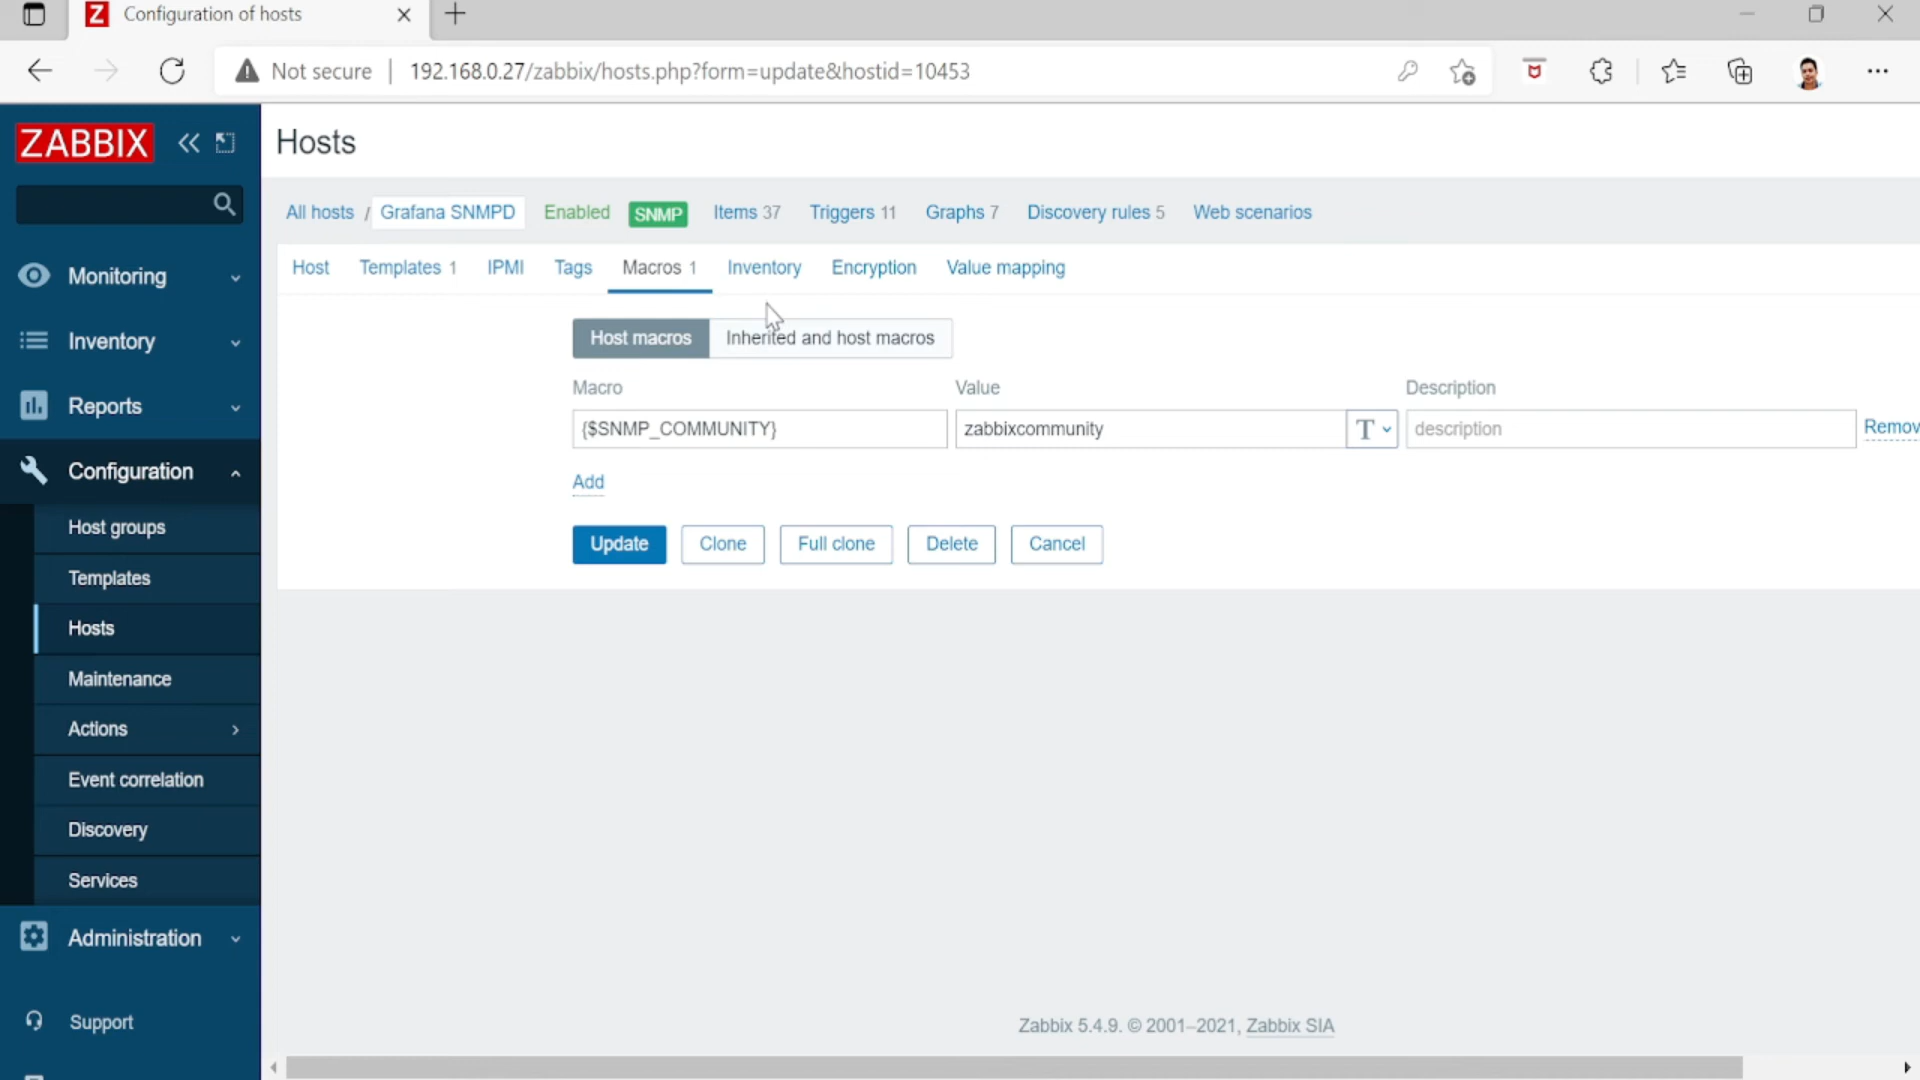 Configuration of hosts
Not secure | 192.168.0.27/zabbix/hosts.php?form=update&hostid=10453
ZABBIX
Hosts
All hosts / Grafana SNMPD Enabled SNMP Items 37 Triggers 11 Graphs 7 Discovery rules 5 Web scenarios
Host Templates 1 IPMI Tags Macros 1 Inventory Encryption Value mapping
Host macros Inherited and host macros
Macro Value Description
{$SNMP_COMMUNITY} zabbixcommunity T description Remov
Add
Update Clone Full clone Delete Cancel
Monitoring
Inventory
Reports
Configuration
Host groups
Templates
Hosts
Maintenance
Actions
Event correlation
Discovery
Services
Administration
Support
Zabbix 5.4.9. © 2001–2021, Zabbix SIA